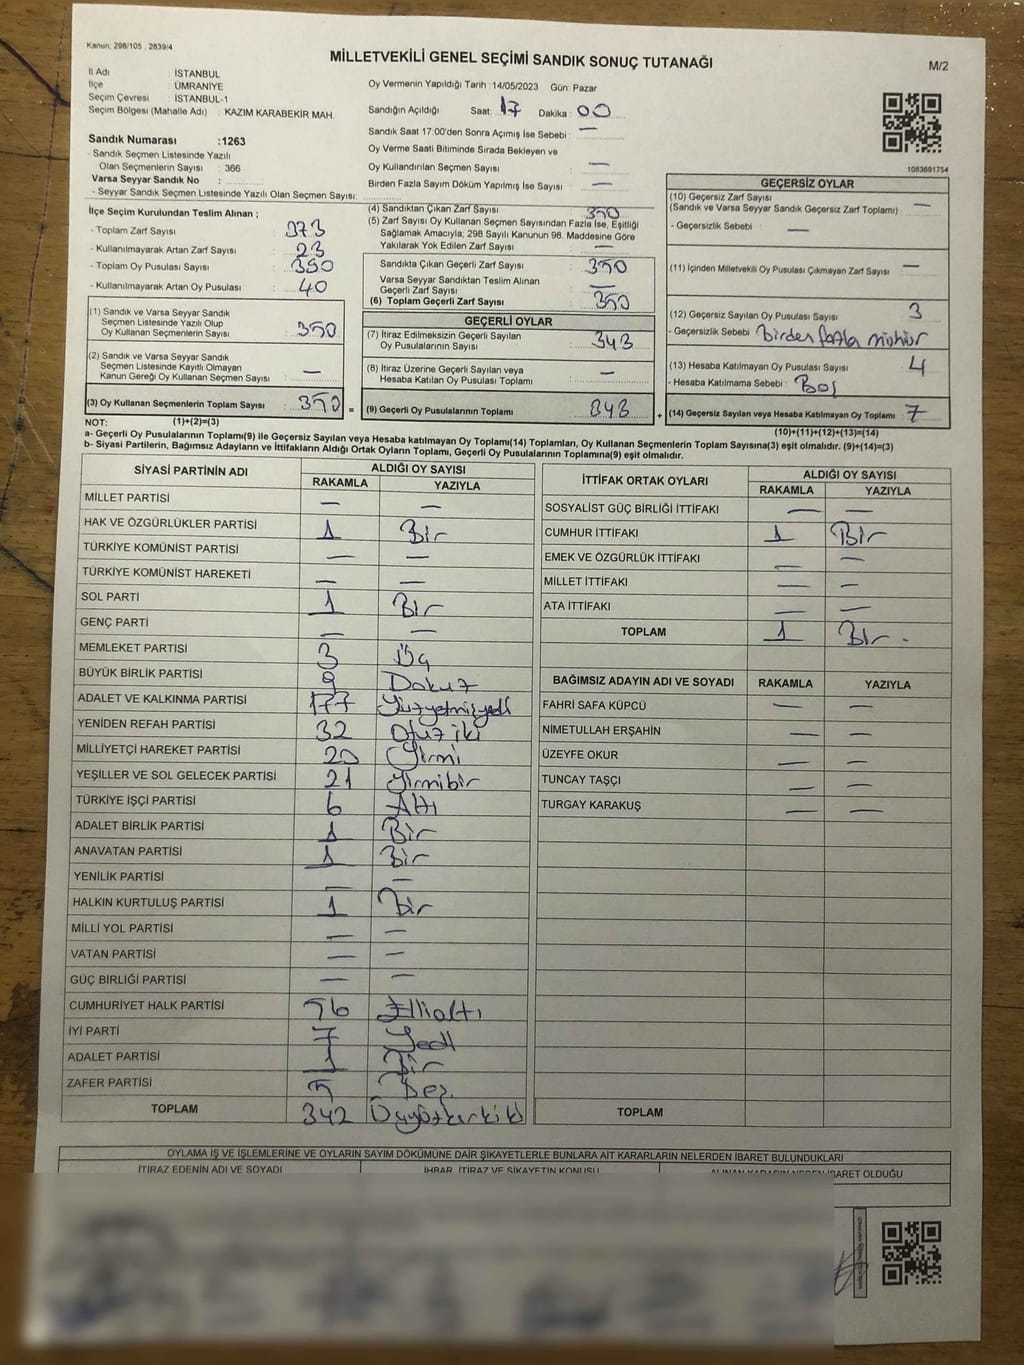 Kanun: 298/105 , 2839/4
MİLLETVEKİLİ GENEL SEÇİMİ SANDIK SONUÇ TUTANAĞI
M/2
İl Adı : İSTANBUL
İlçe : ÜMRANİYE
Seçim Çevresi : İSTANBUL-1
Seçim Bölgesi (Mahalle Adı) : KAZIM KARABEKİR MAH.
Oy Vermenin Yapıldığı Tarih :14/05/2023 Gün: Pazar
Sandığın Açıldığı Saat: 17 Dakika: 00
Sandık Saat 17:00'den Sonra Açımış İse Sebebi : —
Oy Verme Saati Bitiminde Sırada Bekleyen ve
Oy Kullandırılan Seçmen Sayısı : —
Birden Fazla Sayım Döküm Yapılmış İse Sayısı : —
Sandık Numarası :1263
- Sandık Seçmen Listesinde Yazılı
Olan Seçmenlerin Sayısı : 366
Varsa Seyyar Sandık No :
- Seyyar Sandık Seçmen Listesinde Yazılı Olan Seçmen Sayısı:
1083691754
İlçe Seçim Kurulundan Teslim Alınan ;
- Toplam Zarf Sayısı : 373
- Kullanılmayarak Artan Zarf Sayısı : 23
- Toplam Oy Pusulası Sayısı : 390
- Kullanılmayarak Artan Oy Pusulası : 40
(1) Sandık ve Varsa Seyyar Sandık
Seçmen Listesinde Yazılı Olup
Oy Kullanan Seçmenlerin Sayısı : 350
(2) Sandık ve Varsa Seyyar Sandık
Seçmen Listesinde Kayıtlı Olmayan
Kanun Gereği Oy Kullanan Seçmen Sayısı : —
(3) Oy Kullanan Seçmenlerin Toplam Sayısı : 350 =
(1)+(2)=(3)
(4) Sandıktan Çıkan Zarf Sayısı : 350
(5) Zarf Sayısı Oy Kullanan Seçmen Sayısından Fazla İse, Eşitliği
Sağlamak Amacıyla; 298 Sayılı Kanunun 98. Maddesine Göre
Yakılarak Yok Edilen Zarf Sayısı : —
Sandıkta Çıkan Geçerli Zarf Sayısı : 350
Varsa Seyyar Sandıktan Teslim Alınan
Geçerli Zarf Sayısı : —
(6) Toplam Geçerli Zarf Sayısı : 350
GEÇERLİ OYLAR
(7) İtiraz Edilmeksizin Geçerli Sayılan
Oy Pusulalarının Sayısı : 343
(8) İtiraz Üzerine Geçerli Sayılan veya
Hesaba Katılan Oy Pusulası Toplamı : —
(9) Geçerli Oy Pusulalarının Toplamı : 343 +
GEÇERSİZ OYLAR
(10) Geçersiz Zarf Sayısı
(Sandık ve Varsa Seyyar Sandık Geçersiz Zarf Toplamı) : —
- Geçersizlik Sebebi : —
(11) İçinden Milletvekili Oy Pusulası Çıkmayan Zarf Sayısı : —
(12) Geçersiz Sayılan Oy Pusulası Sayısı : 3
- Geçersizlik Sebebi : Birden fazla mühür
(13) Hesaba Katılmayan Oy Pusulası Sayısı : 4
- Hesaba Katılmama Sebebi : Boş
(14) Geçersiz Sayılan veya Hesaba Katılmayan Oy Toplamı : 7
(10)+(11)+(12)+(13)=(14)
NOT:
a- Geçerli Oy Pusulalarının Toplamı(9) ile Geçersiz Sayılan veya Hesaba katılmayan Oy Toplamı(14) Toplamları, Oy Kullanan Seçmenlerin Toplam Sayısına(3) eşit olmalıdır. (9)+(14)=(3)
b- Siyasi Partilerin, Bağımsız Adayların ve İttifakların Aldığı Ortak Oyların Toplamı, Geçerli Oy Pusulalarının Toplamına(9) eşit olmalıdır.
SİYASİ PARTİNİN ADI ALDIĞI OY SAYISI
RAKAMLA YAZIYLA
MİLLET PARTİSİ — —
HAK VE ÖZGÜRLÜKLER PARTİSİ 1 Bir
TÜRKİYE KOMÜNİST PARTİSİ — —
TÜRKİYE KOMÜNİST HAREKETİ — —
SOL PARTİ 1 Bir
GENÇ PARTİ — —
MEMLEKET PARTİSİ 3 Üç
BÜYÜK BİRLİK PARTİSİ 9 Dokuz
ADALET VE KALKINMA PARTİSİ 177 Yüzyetmişyedi
YENİDEN REFAH PARTİSİ 32 Otuz iki
MİLLİYETÇİ HAREKET PARTİSİ 20 Yirmi
YEŞİLLER VE SOL GELECEK PARTİSİ 21 Yirmibir
TÜRKİYE İŞÇİ PARTİSİ 6 Altı
ADALET BİRLİK PARTİSİ 1 Bir
ANAVATAN PARTİSİ 1 Bir
YENİLİK PARTİSİ — —
HALKIN KURTULUŞ PARTİSİ 1 Bir
MİLLİ YOL PARTİSİ — —
VATAN PARTİSİ — —
GÜÇ BİRLİĞİ PARTİSİ — —
CUMHURİYET HALK PARTİSİ 56 Elli altı
İYİ PARTİ 7 Yedi
ADALET PARTİSİ 1 Bir
ZAFER PARTİSİ 5 Beş.
TOPLAM 342 Üçyüzkırkiki
İTTİFAK ORTAK OYLARI ALDIĞI OY SAYISI
RAKAMLA YAZIYLA
SOSYALİST GÜÇ BİRLİĞİ İTTİFAKI — —
CUMHUR İTTİFAKI 1 Bir
EMEK VE ÖZGÜRLÜK İTTİFAKI — —
MİLLET İTTİFAKI — —
ATA İTTİFAKI — —
TOPLAM 1 Bir.
BAĞIMSIZ ADAYIN ADI VE SOYADI RAKAMLA YAZIYLA
FAHRİ SAFA KÜPCÜ — —
NİMETULLAH ERŞAHİN — —
ÜZEYFE OKUR — —
TUNCAY TAŞÇI — —
TURGAY KARAKUŞ — —
TOPLAM
OYLAMA İŞ VE İŞLEMLERİNE VE OYLARIN SAYIM DÖKÜMÜNE DAİR ŞİKAYETLERLE BUNLARA AİT KARARLARIN NELERDEN İBARET BULUNDUKLARI
İTİRAZ EDENİN ADI VE SOYADI İHBAR, İTİRAZ VE ŞİKAYETİN KONUSU ALINAN KARARIN NEDEN İBARET OLDUĞU